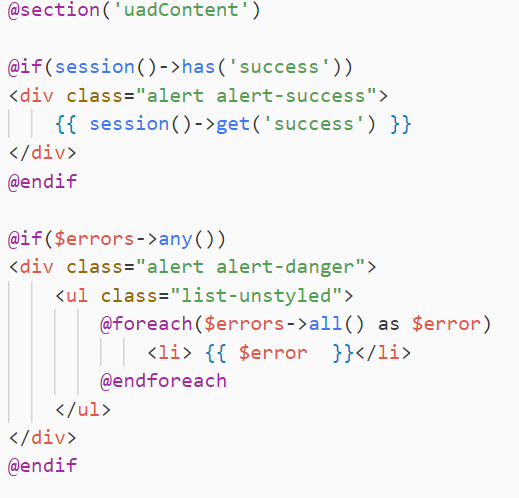 @section('uadContent')
@if(session()->has('success'))
<div class="alert alert-success">
{{ session()->get('success') }}
</div>
@endif
@if($errors->any())
<div class="alert alert-danger">
<ul class="list-unstyled">
@foreach($errors->all() as $error)
<li> {{ $error  }}</li>
@endforeach
</ul>
</div>
@endif